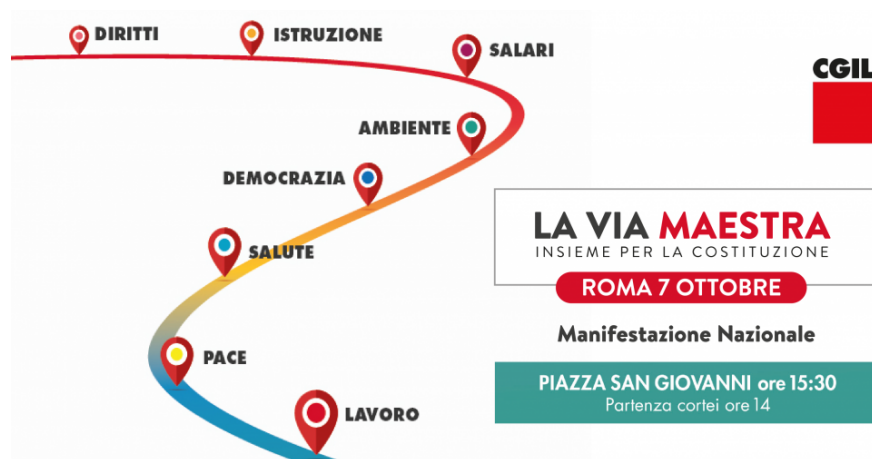 DIRITTI
ISTRUZIONE
SALARI
AMBIENTE
DEMOCRAZIA
SALUTE
PACE
LAVORO
CGIL
LA VIA MAESTRA
INSIEME PER LA COSTITUZIONE
ROMA 7 OTTOBRE
Manifestazione Nazionale
PIAZZA SAN GIOVANNI ore 15:30
Partenza cortei ore 14